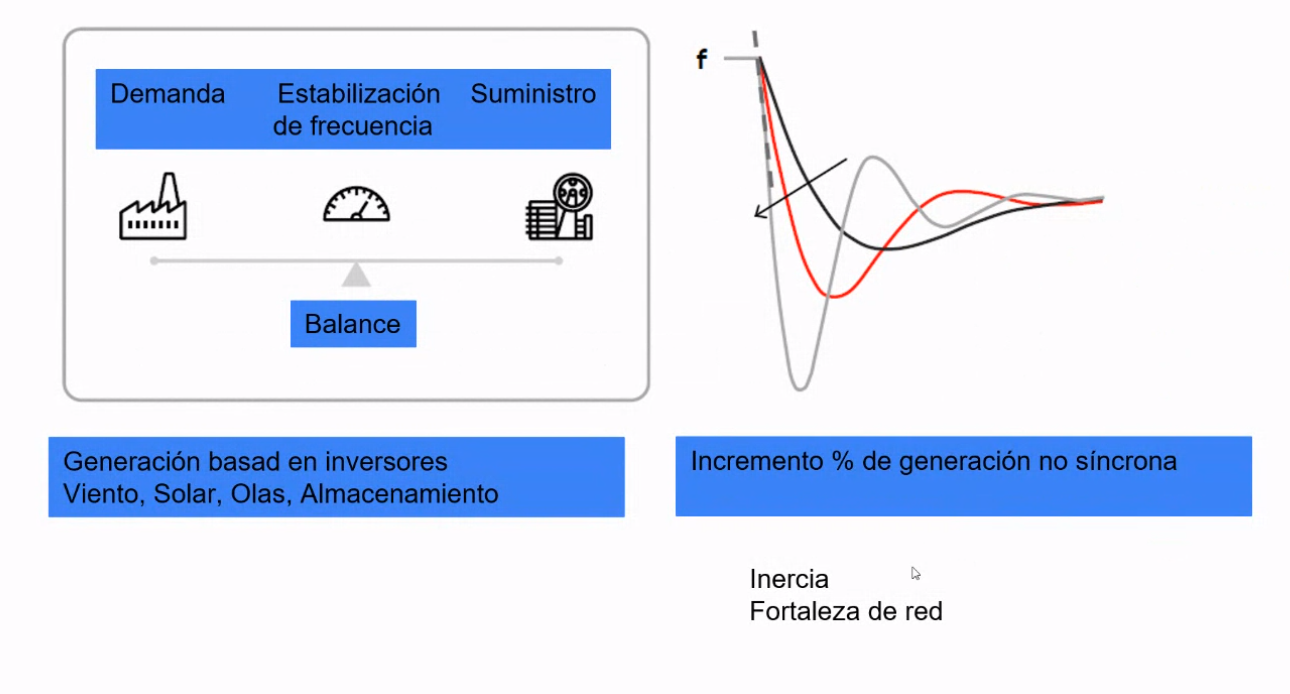 Demanda
Estabilización
de frecuencia
Suministro
Balance
f
Generación basad en inversores
Viento, Solar, Olas, Almacenamiento
Incremento % de generación no síncrona
Inercia
Fortaleza de red